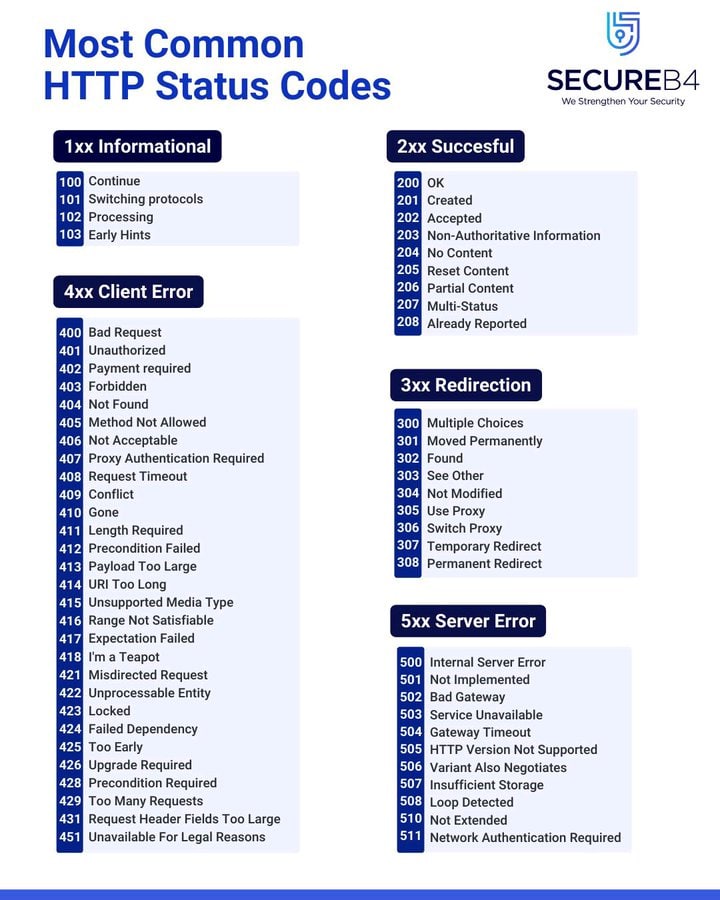 Most Common
HTTP Status Codes
SECUREB4
We Strengthen Your Security
1xx Informational
100 Continue
101 Switching protocols
102 Processing
103 Early Hints
4xx Client Error
400 Bad Request
401 Unauthorized
402 Payment required
403 Forbidden
404 Not Found
405 Method Not Allowed
406 Not Acceptable
407 Proxy Authentication Required
408 Request Timeout
409 Conflict
410 Gone
411 Length Required
412 Precondition Failed
413 Payload Too Large
414 URI Too Long
415 Unsupported Media Type
416 Range Not Satisfiable
417 Expectation Failed
418 I'm a Teapot
421 Misdirected Request
422 Unprocessable Entity
423 Locked
424 Failed Dependency
425 Too Early
426 Upgrade Required
428 Precondition Required
429 Too Many Requests
431 Request Header Fields Too Large
451 Unavailable For Legal Reasons
2xx Succesful
200 OK
201 Created
202 Accepted
203 Non-Authoritative Information
204 No Content
205 Reset Content
206 Partial Content
207 Multi-Status
208 Already Reported
3xx Redirection
300 Multiple Choices
301 Moved Permanently
302 Found
303 See Other
304 Not Modified
305 Use Proxy
306 Switch Proxy
307 Temporary Redirect
308 Permanent Redirect
5xx Server Error
500 Internal Server Error
501 Not Implemented
502 Bad Gateway
503 Service Unavailable
504 Gateway Timeout
505 HTTP Version Not Supported
506 Variant Also Negotiates
507 Insufficient Storage
508 Loop Detected
510 Not Extended
511 Network Authentication Required